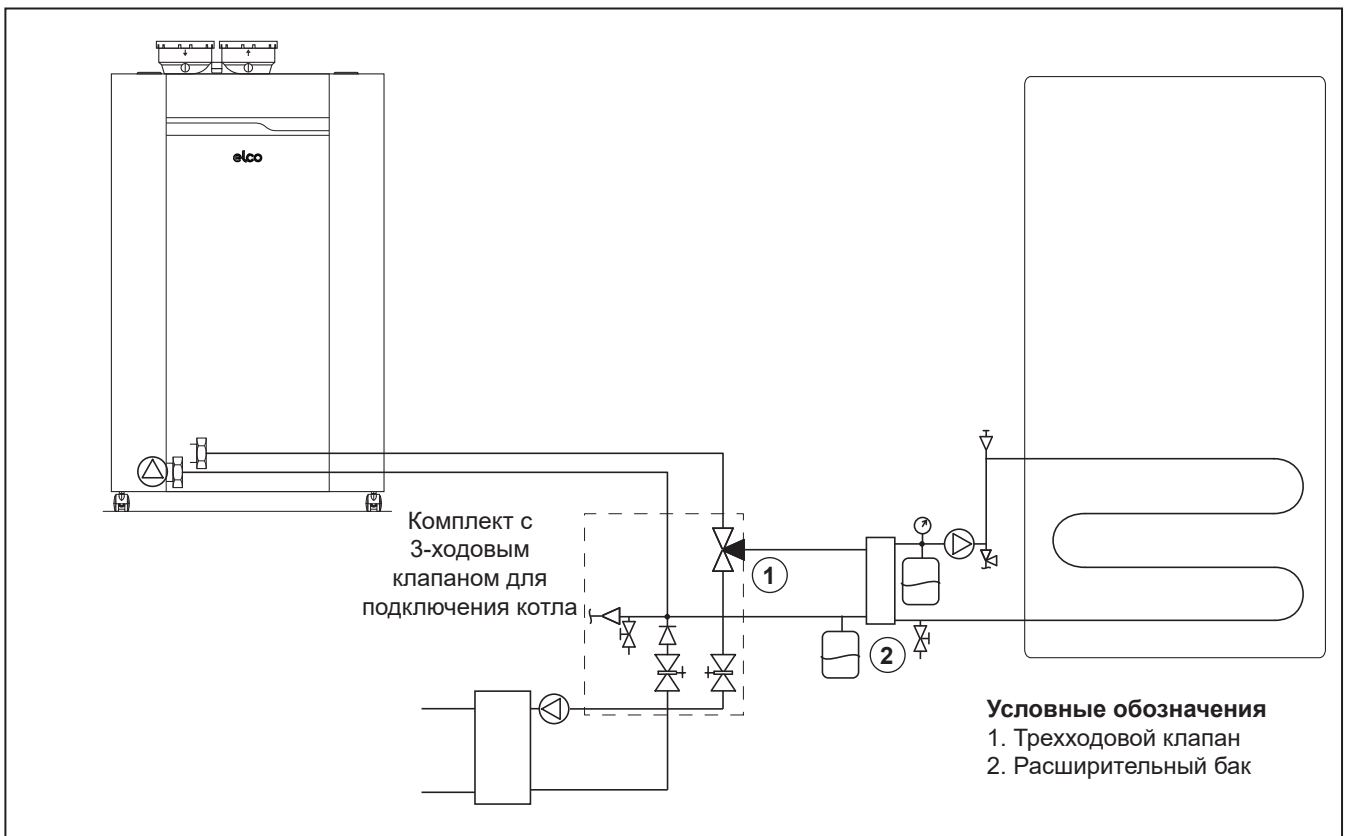 elco
Комплект с
3-ходовым
клапаном для
подключения котла
1
2
Условные обозначения
1. Трехходовой клапан
2. Расширительный бак